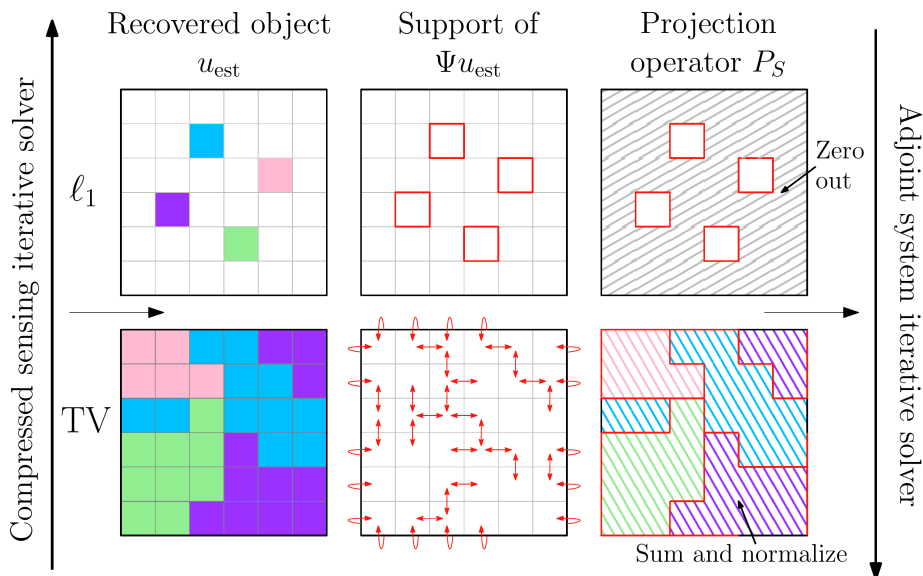 Recovered object
u_est
Support of
Ψu_est
Projection
operator P_S
Compressed sensing iterative solver
ℓ₁
Zero
out
TV
Sum and normalize
Adjoint system iterative solver